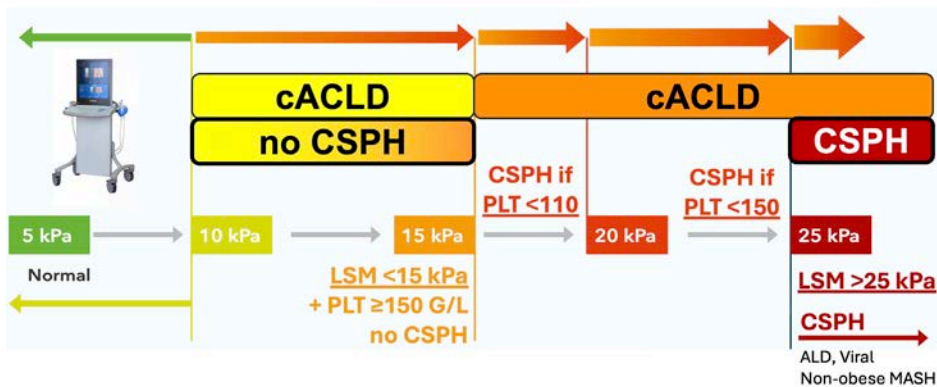 cACLD
cACLD
no CSPH
CSPH
CSPH if
PLT <110
CSPH if
PLT <150
5 kPa
10 kPa
15 kPa
20 kPa
25 kPa
Normal
LSM <15 kPa
+ PLT ≥150 G/L
no CSPH
LSM >25 kPa
CSPH
ALD, Viral
Non-obese MASH